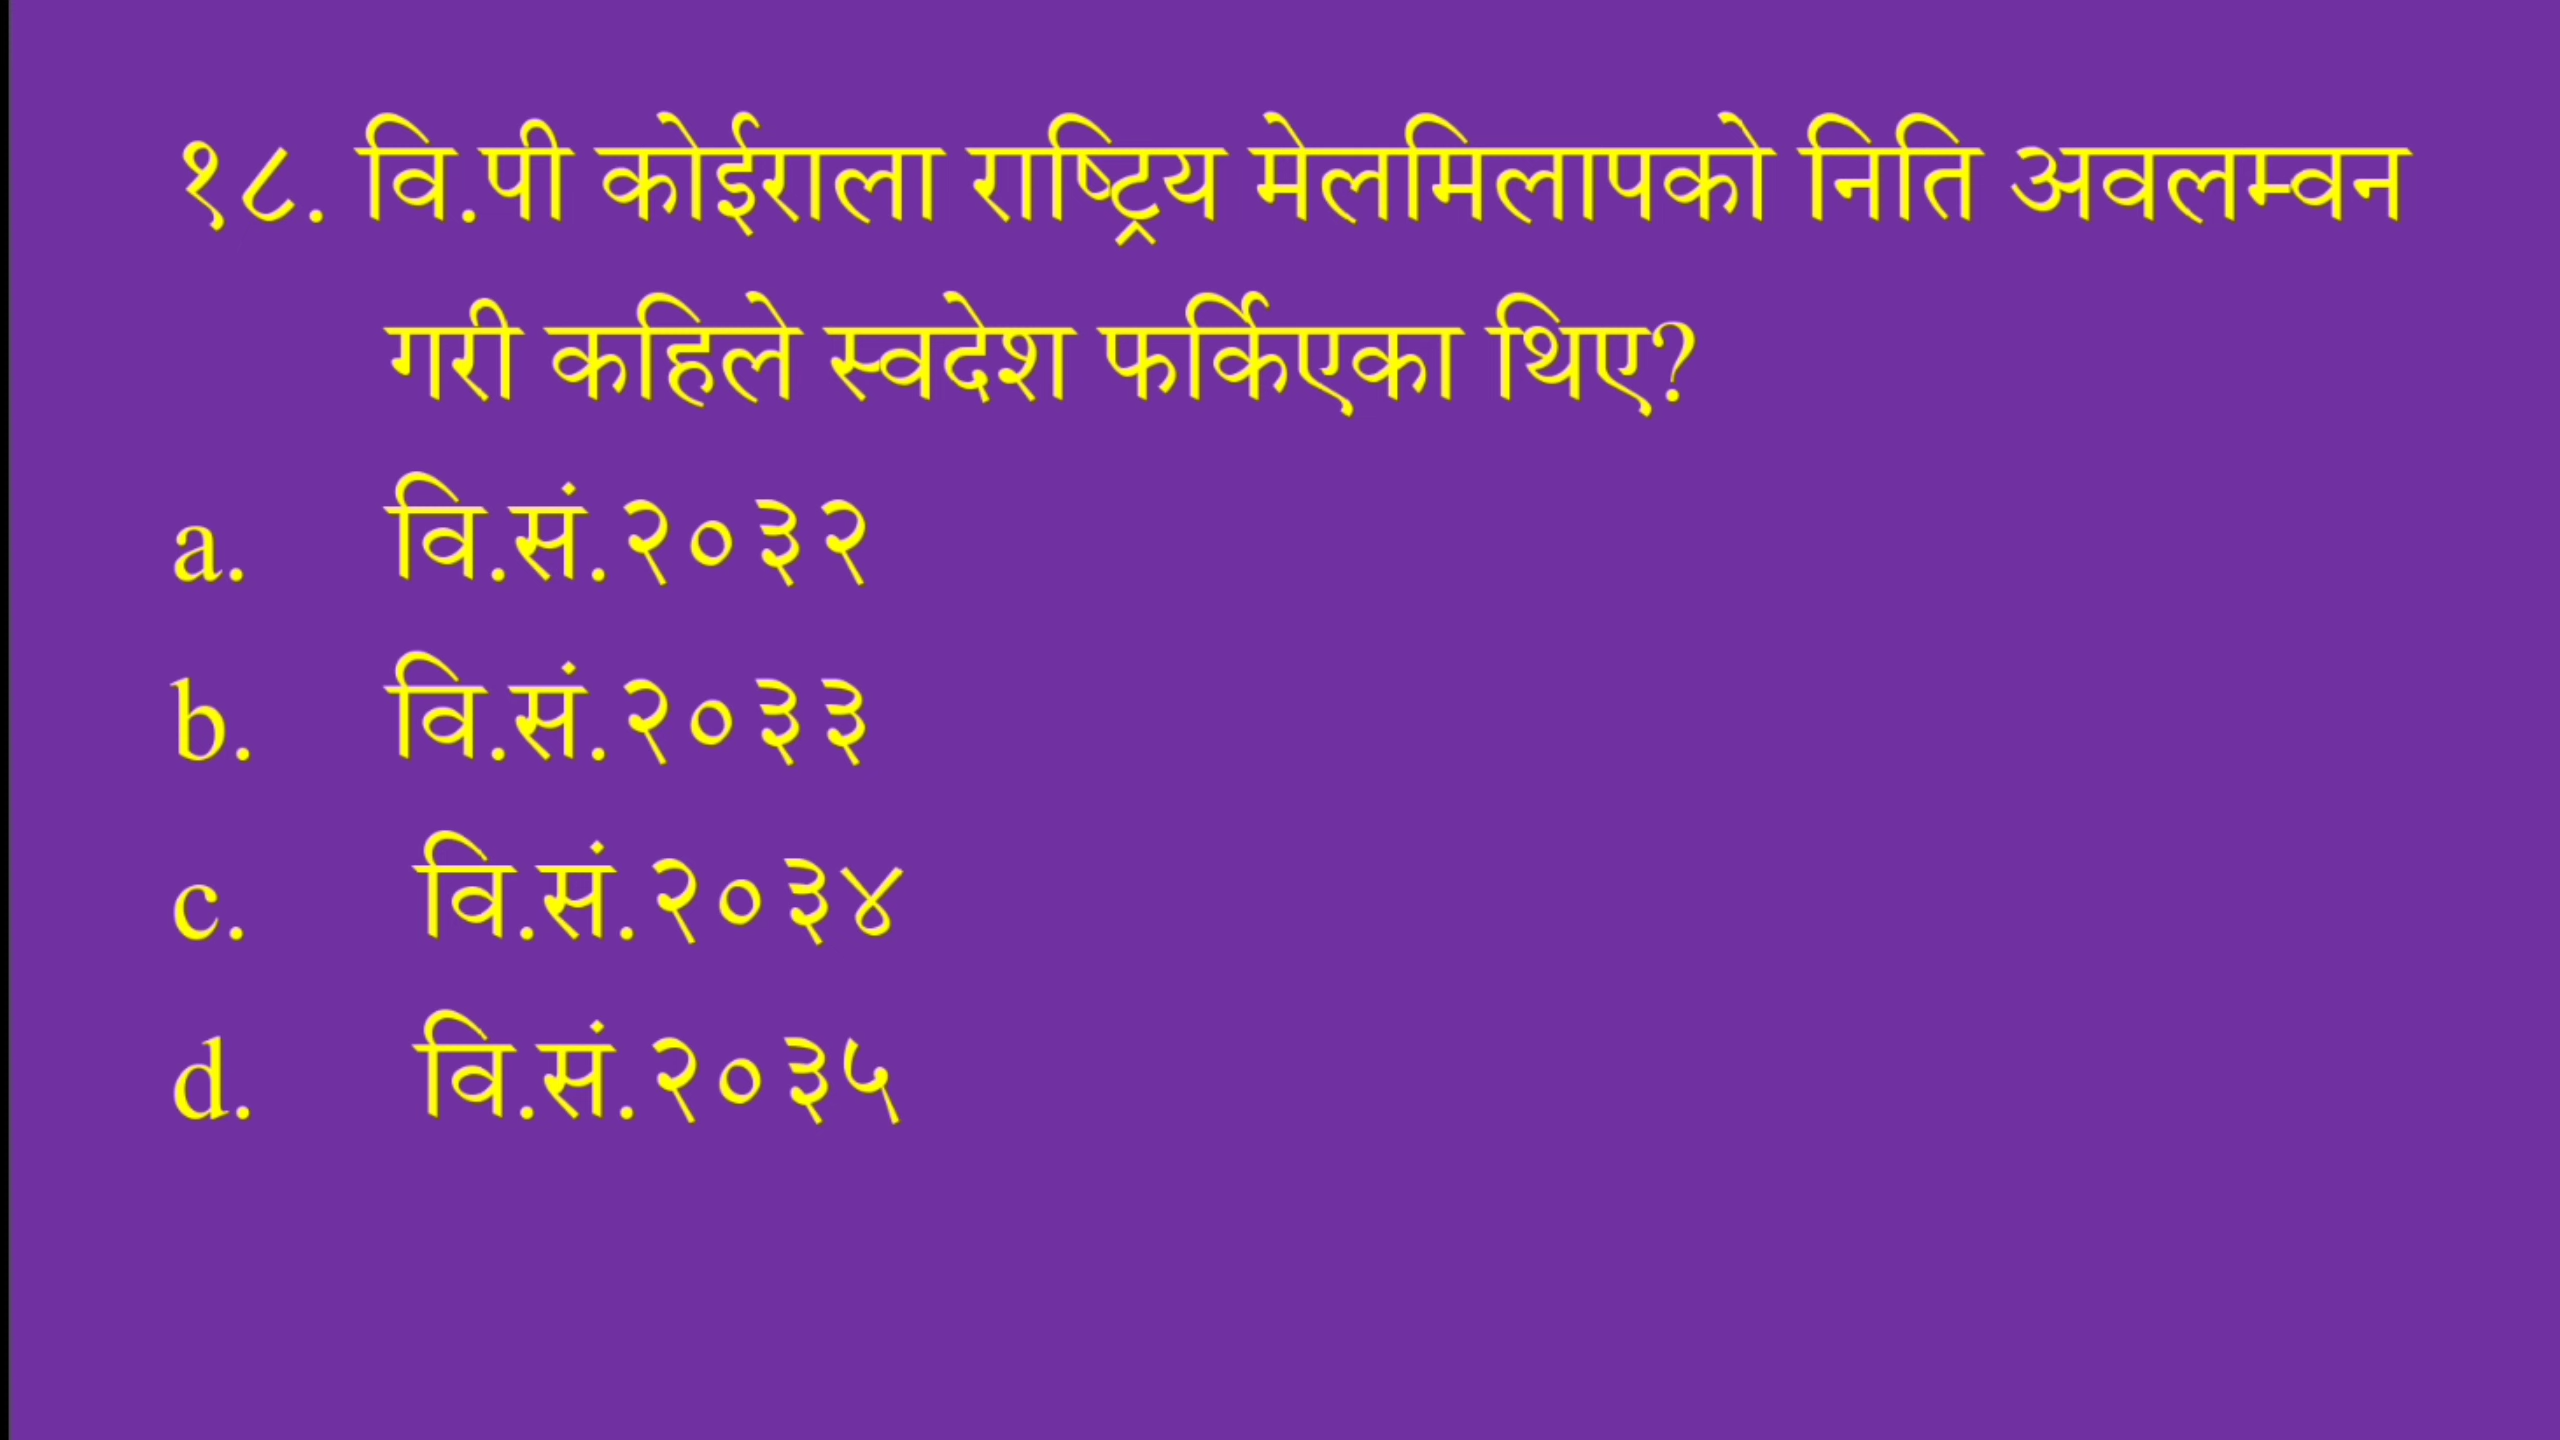 १८. वि.पी कोईराला राष्ट्रिय मेलमिलापको निति अवलम्वन
गरी कहिले स्वदेश फर्किएका थिए?
a. वि.सं.२०३२
b. वि.सं.२०३३
c. वि.सं.२०३४
d. वि.सं.२०३५